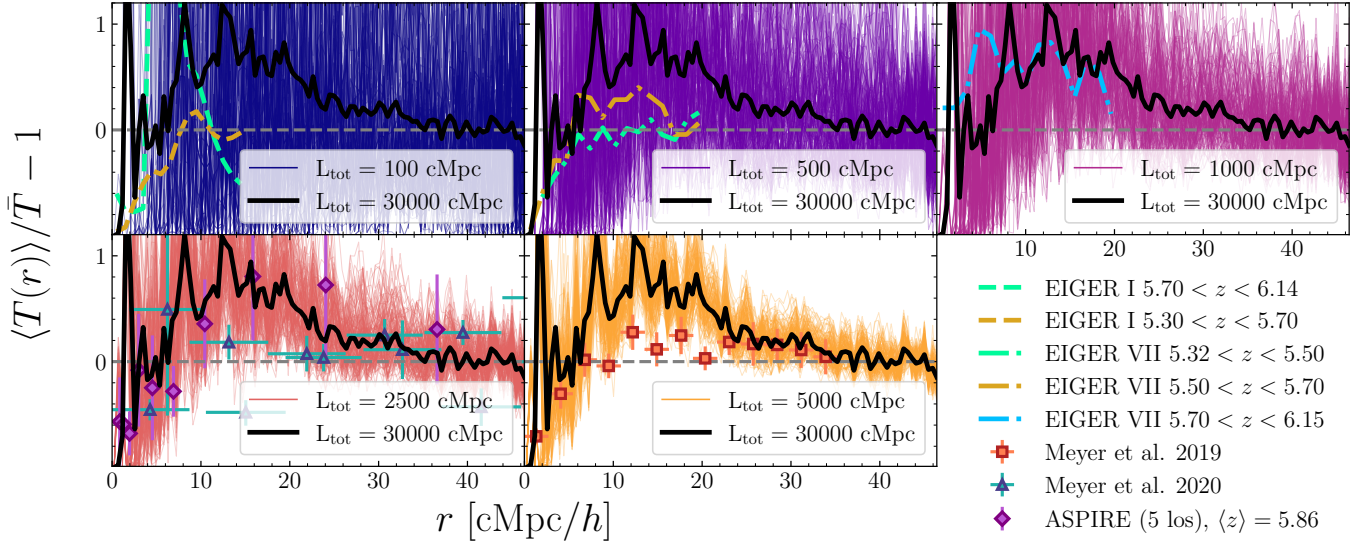 ⟨T(r)⟩/T̄ − 1
1
0
L_tot = 100 cMpc
L_tot = 30000 cMpc
L_tot = 500 cMpc
L_tot = 30000 cMpc
L_tot = 1000 cMpc
L_tot = 30000 cMpc
10 20 30 40
1
0
L_tot = 2500 cMpc
L_tot = 30000 cMpc
L_tot = 5000 cMpc
L_tot = 30000 cMpc
0 10 20 30 40
0 10 20 30 40
r [cMpc/h]
EIGER I 5.70 < z < 6.14
EIGER I 5.30 < z < 5.70
EIGER VII 5.32 < z < 5.50
EIGER VII 5.50 < z < 5.70
EIGER VII 5.70 < z < 6.15
Meyer et al. 2019
Meyer et al. 2020
ASPIRE (5 los), ⟨z⟩ = 5.86